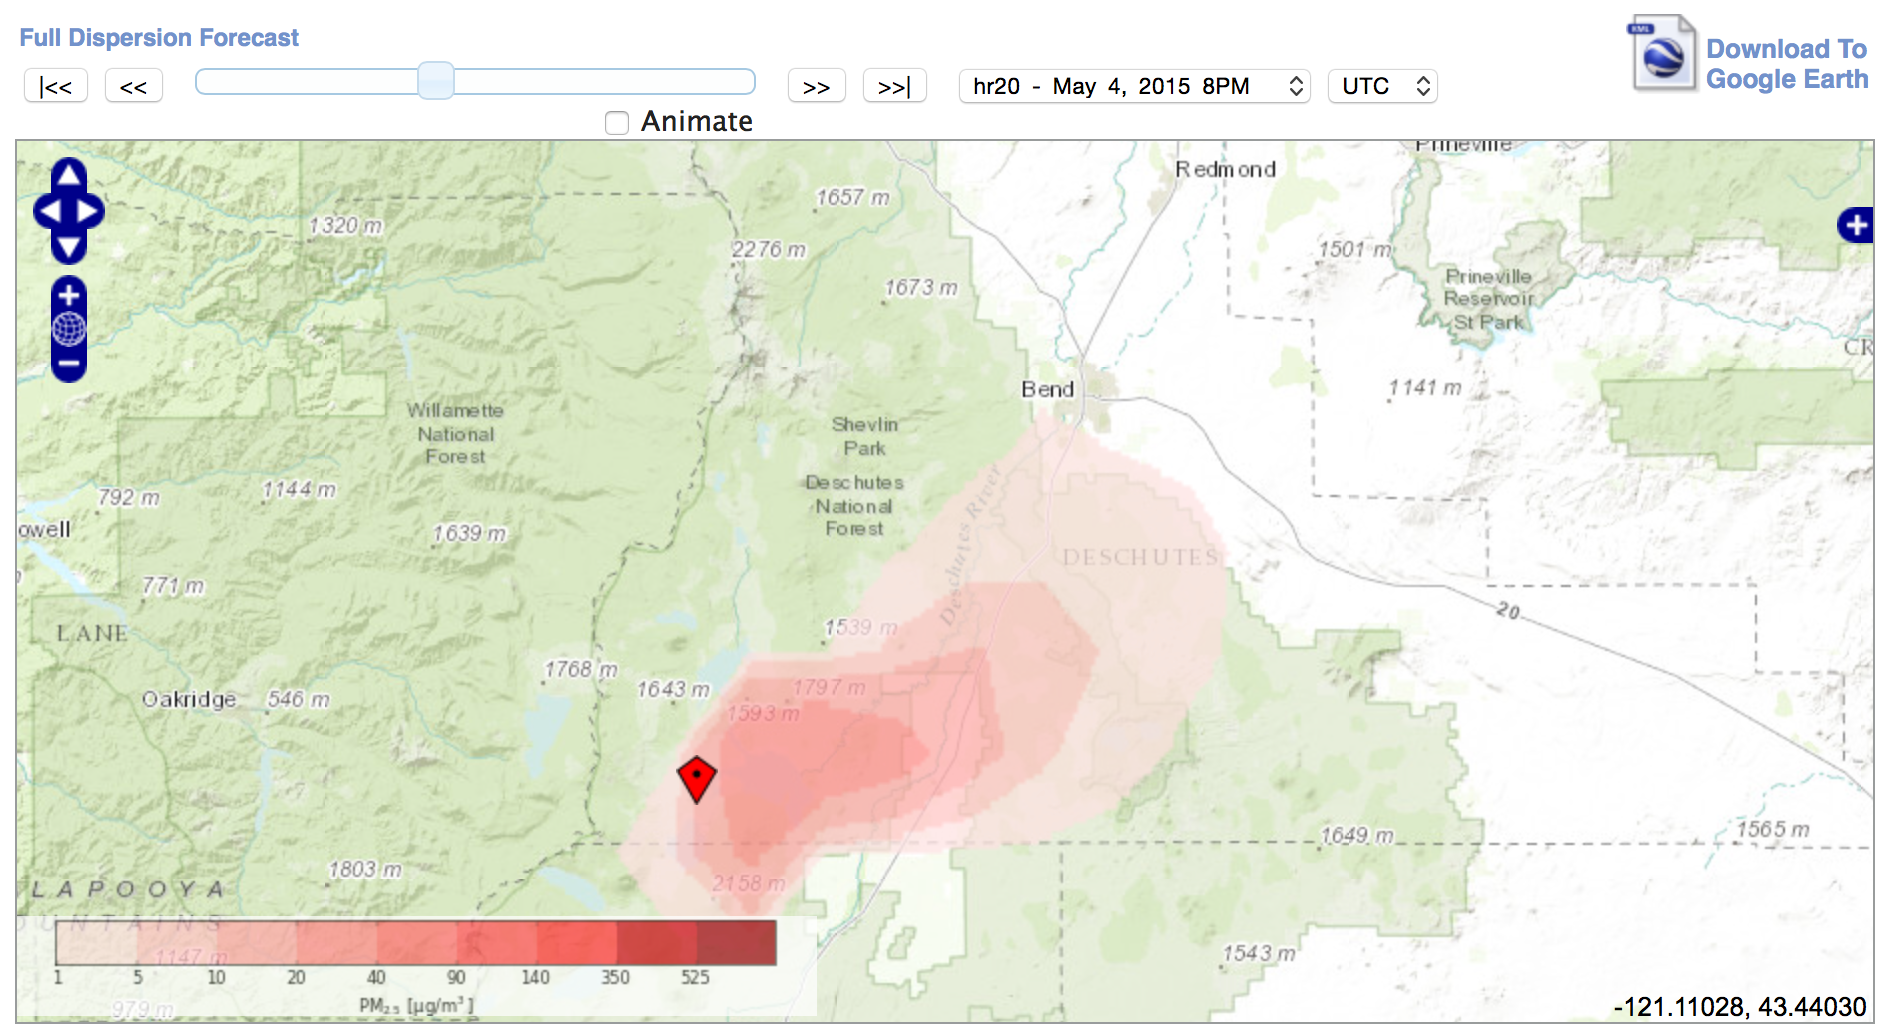 Full Dispersion Forecast
|<< << >> >>| hr20 - May 4, 2015 8PM UTC
Animate
KML
Download To
Google Earth
Prineville
Redmond
1657 m
1320 m
2276 m
1501 m
1673 m
Prineville
Reservoir
St Park
CR
Bend
1141 m
Willamette
National
Forest
Shevlin
Park
Deschutes
National
Forest
792 m
1144 m
owell
1639 m
Deschutes River
DESCHUTES
771 m
20
LANE
1539 m
1768 m
1643 m
1797 m
Oakridge
546 m
1593 m
1649 m
1565 m
1803 m
2158 m
LAPOOYA
OUNTAINS
1147 m
1543 m
1 5 10 20 40 90 140 350 525
PM2.5 [µg/m³]
979 m
-121.11028, 43.44030